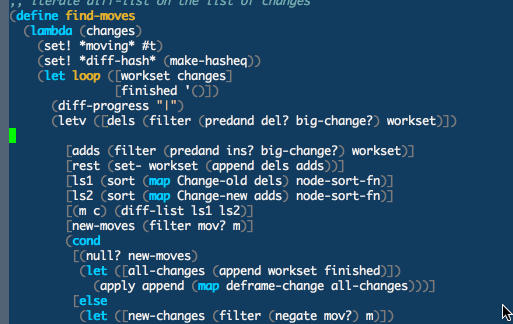 ;; iterate diff-list on the list of changes
(define find-moves
(lambda (changes)
(set! *moving* #t)
(set! *diff-hash* (make-hasheq))
(let loop ([workset changes]
[finished '()])
(diff-progress "|")
(letv ([dels (filter (predand del? big-change?) workset)])
[adds (filter (predand ins? big-change?) workset)]
[rest (set- workset (append dels adds))]
[ls1 (sort (map Change-old dels) node-sort-fn)]
[ls2 (sort (map Change-new adds) node-sort-fn)]
[(m c) (diff-list ls1 ls2)]
[new-moves (filter mov? m)]
(cond
[(null? new-moves)
(let ([all-changes (append workset finished)])
(apply append (map deframe-change all-changes)))]
[else
(let ([new-changes (filter (negate mov?) m)]